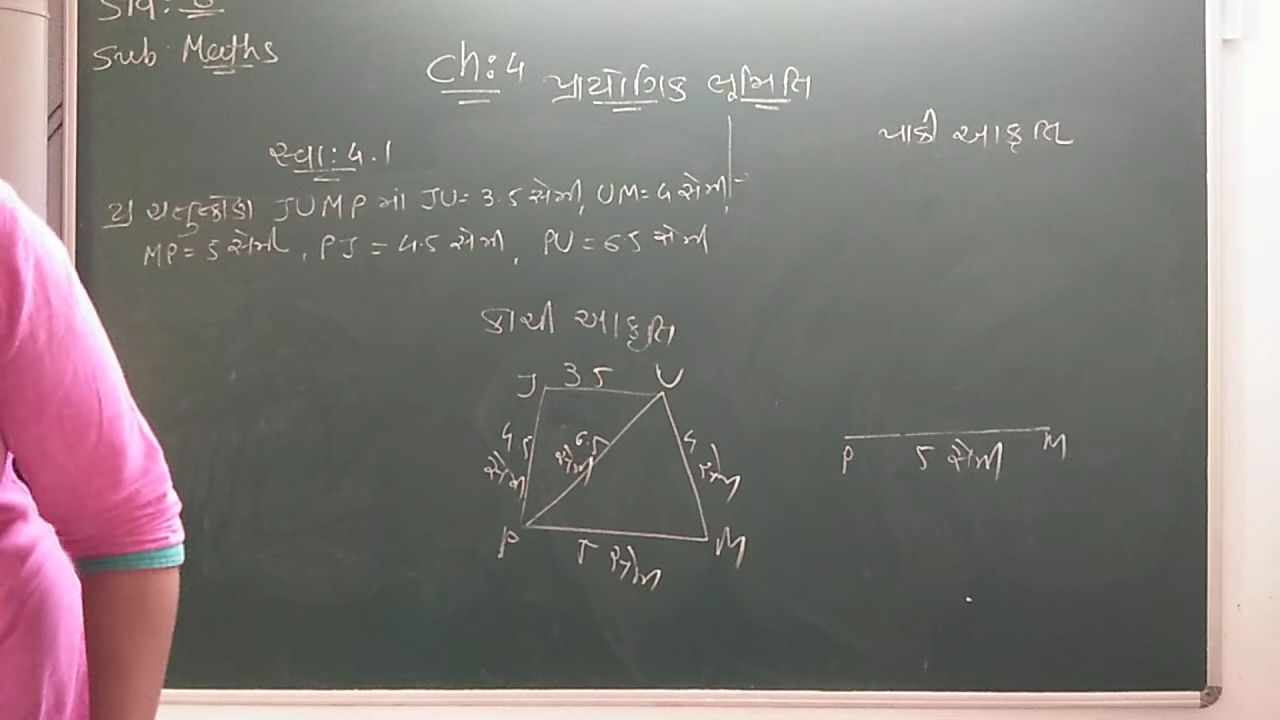 Sub Maths
Ch:4 પ્રાયોગિક ભૂમિતિ
સ્વા:4.1
JUMP માં JU= 3.5 સેમી, UM= 4 સેમી,
MP= 5 સેમી, PJ = 4.5 સેમી, PU = 6.5 સેમી
કાચી આકૃતિ
J 3 5 U
4 5 સેમી
6.5 સેમી
4 સેમી
P M
5 સેમી
પાકી આકૃતિ
P 5 સેમી M